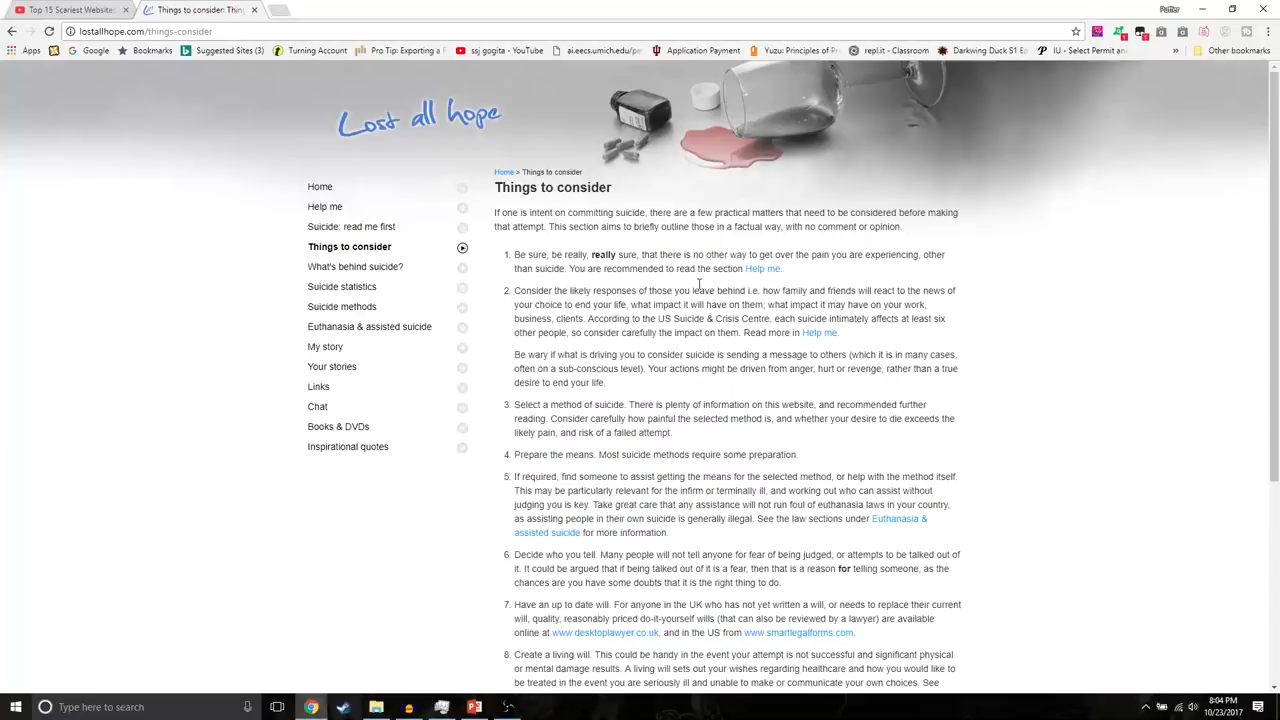 Top 15 Scariest Websites
Things to consider: Thing
Puffer
lostallhope.com/things-consider
Apps
Google
Bookmarks
Suggested Sites (3)
Turning Account
Pro Tip: Exporting a F
ssj gogita - YouTube
ai.eecs.umich.edu/pe
Application Payment
Yuzu: Principles of Pr
repl.it - Classroom
Darkwing Duck S1 E
IU - Select Permit an
Other bookmarks
Lost all hope
Home > Things to consider
Things to consider
Home
Help me
Suicide: read me first
Things to consider
What's behind suicide?
Suicide statistics
Suicide methods
Euthanasia & assisted suicide
My story
Your stories
Links
Chat
Books & DVDs
Inspirational quotes
If one is intent on committing suicide, there are a few practical matters that need to be considered before making
that attempt. This section aims to briefly outline those in a factual way, with no comment or opinion.
1. Be sure, be really, really sure, that there is no other way to get over the pain you are experiencing, other
than suicide. You are recommended to read the section Help me.
2. Consider the likely responses of those you leave behind i.e. how family and friends will react to the news of
your choice to end your life, what impact it will have on them; what impact it may have on your work,
business, clients. According to the US Suicide & Crisis Centre, each suicide intimately affects at least six
other people, so consider carefully the impact on them. Read more in Help me.
Be wary if what is driving you to consider suicide is sending a message to others (which it is in many cases,
often on a sub-conscious level). Your actions might be driven from anger, hurt or revenge, rather than a true
desire to end your life.
3. Select a method of suicide. There is plenty of information on this website, and recommended further
reading. Consider carefully how painful the selected method is, and whether your desire to die exceeds the
likely pain, and risk of a failed attempt.
4. Prepare the means. Most suicide methods require some preparation.
5. If required, find someone to assist getting the means for the selected method, or help with the method itself.
This may be particularly relevant for the infirm or terminally ill, and working out who can assist without
judging you is key. Take great care that any assistance will not run foul of euthanasia laws in your country,
as assisting people in their own suicide is generally illegal. See the law sections under Euthanasia &
assisted suicide for more information.
6. Decide who you tell. Many people will not tell anyone for fear of being judged, or attempts to be talked out of
it. It could be argued that if being talked out of it is a fear, then that is a reason for telling someone, as the
chances are you have some doubts that it is the right thing to do.
7. Have an up to date will. For anyone in the UK who has not yet written a will, or needs to replace their current
will, quality, reasonably priced do-it-yourself wills (that can also be reviewed by a lawyer) are available
online at www.desktoplawyer.co.uk, and in the US from www.smartlegalforms.com.
8. Create a living will. This could be handy in the event your attempt is not successful and significant physical
or mental damage results. A living will sets out your wishes regarding healthcare and how you would like to
be treated in the event you are seriously ill and unable to make or communicate your own choices. See
Type here to search
8:04 PM
10/23/2017